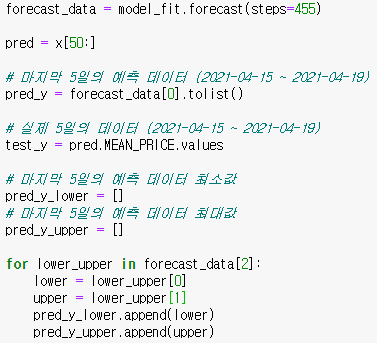 forecast_data = model_fit.forecast(steps=455)
pred = x[50:]
# 마지막 5일의 예측 데이터 (2021-04-15 ~ 2021-04-19)
pred_y = forecast_data[0].tolist()
# 실제 5일의 데이터 (2021-04-15 ~ 2021-04-19)
test_y = pred.MEAN_PRICE.values
# 마지막 5일의 예측 데이터 최소값
pred_y_lower = []
# 마지막 5일의 예측 데이터 최대값
pred_y_upper = []
for lower_upper in forecast_data[2]:
    lower = lower_upper[0]
    upper = lower_upper[1]
    pred_y_lower.append(lower)
    pred_y_upper.append(upper)